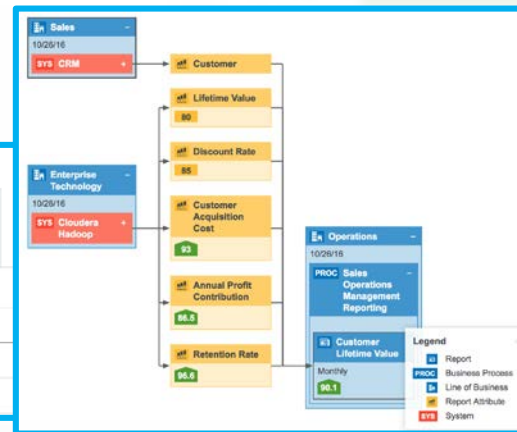 Sales
10/26/16
SYS CRM +
Enterprise
Technology
10/26/16
SYS Cloudera
Hadoop +
Customer
Lifetime Value
80
Discount Rate
85
Customer
Acquisition
Cost
93
Annual Profit
Contribution
86.5
Retention Rate
96.6
Operations
10/26/16
PROC Sales
Operations
Management
Reporting
Customer
Lifetime Value
Monthly
90.1
Legend
Report
PROC Business Process
Line of Business
Report Attribute
SYS System